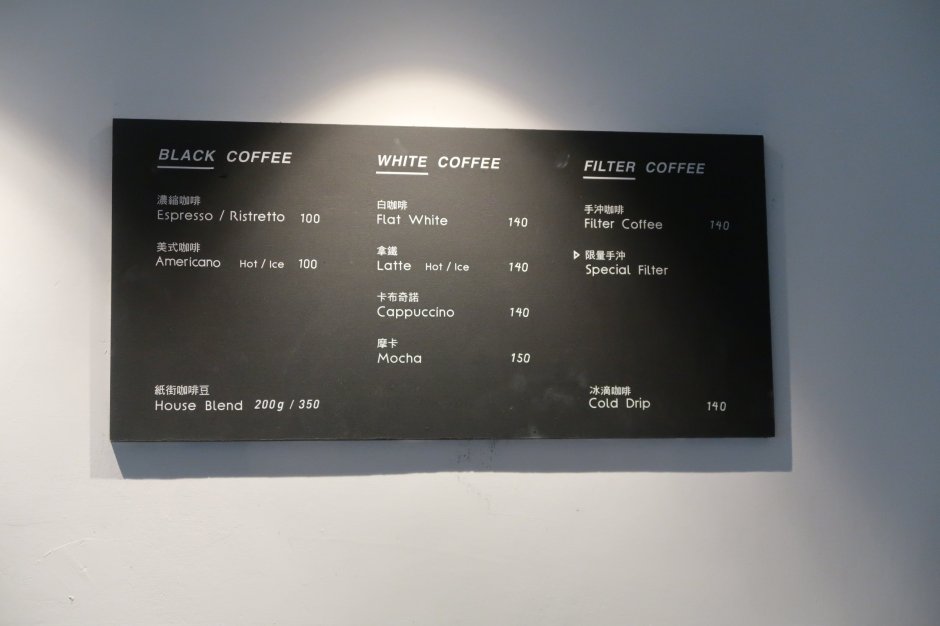 BLACK COFFEE
濃縮咖啡
Espresso / Ristretto 100
美式咖啡
Americano Hot / Ice 100
紙街咖啡豆
House Blend 200g / 350
WHITE COFFEE
白咖啡
Flat White 140
拿鐵
Latte Hot / Ice 140
卡布奇諾
Cappuccino 140
摩卡
Mocha 150
FILTER COFFEE
手沖咖啡
Filter Coffee 140
▷ 限量手沖
Special Filter
冰滴咖啡
Cold Drip 140